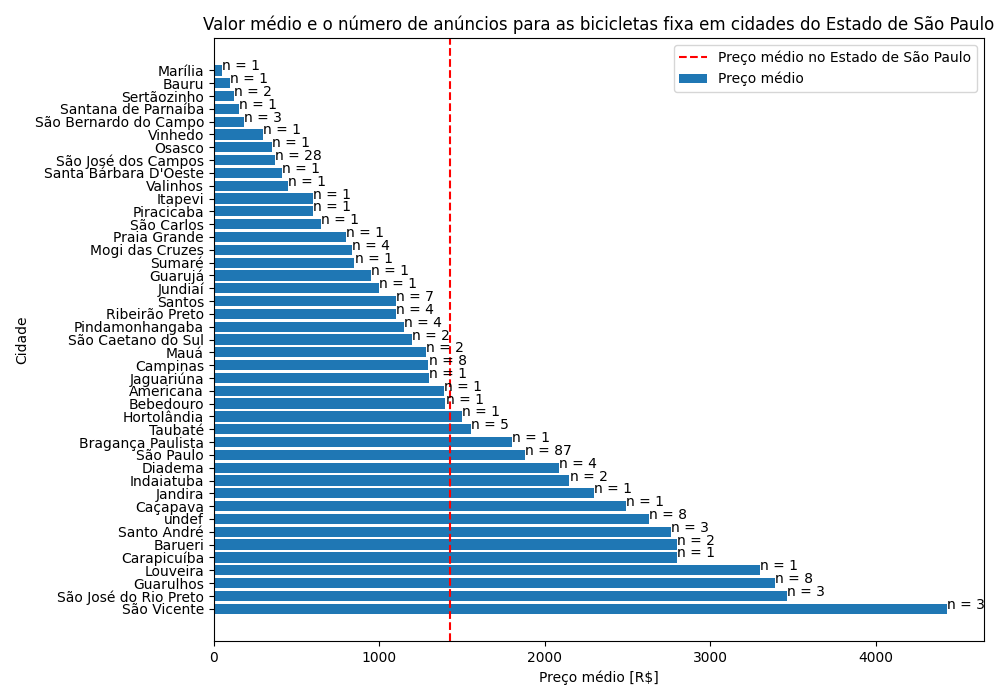 Valor médio e o número de anúncios para as bicicletas fixa em cidades do Estado de São Paulo
Preço médio no Estado de São Paulo
Preço médio
Cidade
Marília n = 1
Bauru n = 1
Sertãozinho n = 2
Santana de Parnaíba n = 1
São Bernardo do Campo n = 3
Vinhedo n = 1
Osasco n = 1
São José dos Campos n = 28
Santa Bárbara D'Oeste n = 1
Valinhos n = 1
Itapevi n = 1
Piracicaba n = 1
São Carlos n = 1
Praia Grande n = 1
Mogi das Cruzes n = 4
Sumaré n = 1
Guarujá n = 1
Jundiaí n = 1
Santos n = 7
Ribeirão Preto n = 4
Pindamonhangaba n = 4
São Caetano do Sul n = 2
Mauá n = 2
Campinas n = 8
Jaguariúna n = 1
Americana n = 1
Bebedouro n = 1
Hortolândia n = 1
Taubaté n = 5
Bragança Paulista n = 1
São Paulo n = 87
Diadema n = 4
Indaiatuba n = 2
Jandira n = 1
Caçapava n = 1
undef n = 8
Santo André n = 3
Barueri n = 2
Carapicuíba n = 1
Louveira n = 1
Guarulhos n = 8
São José do Rio Preto n = 3
São Vicente n = 3
0 1000 2000 3000 4000
Preço médio [R$]